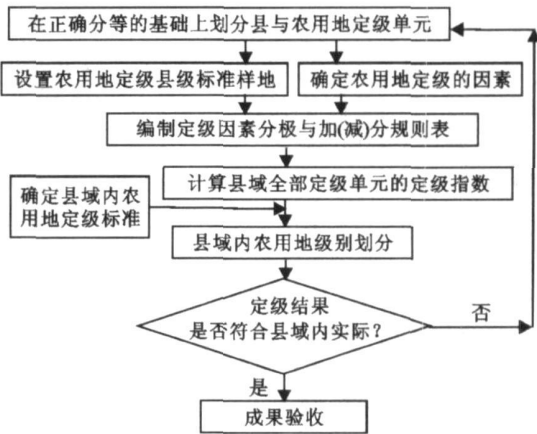 在正确分等的基础上划分县与农用地定级单元
设置农用地定级县级标准样地
确定农用地定级的因素
编制定级因素分极与加(减)分规则表
计算县域全部定级单元的定级指数
确定县域内农
用地定级标准
县域内农用地级别划分
定级结果
是否符合县域内实际？
否
是
成果验收